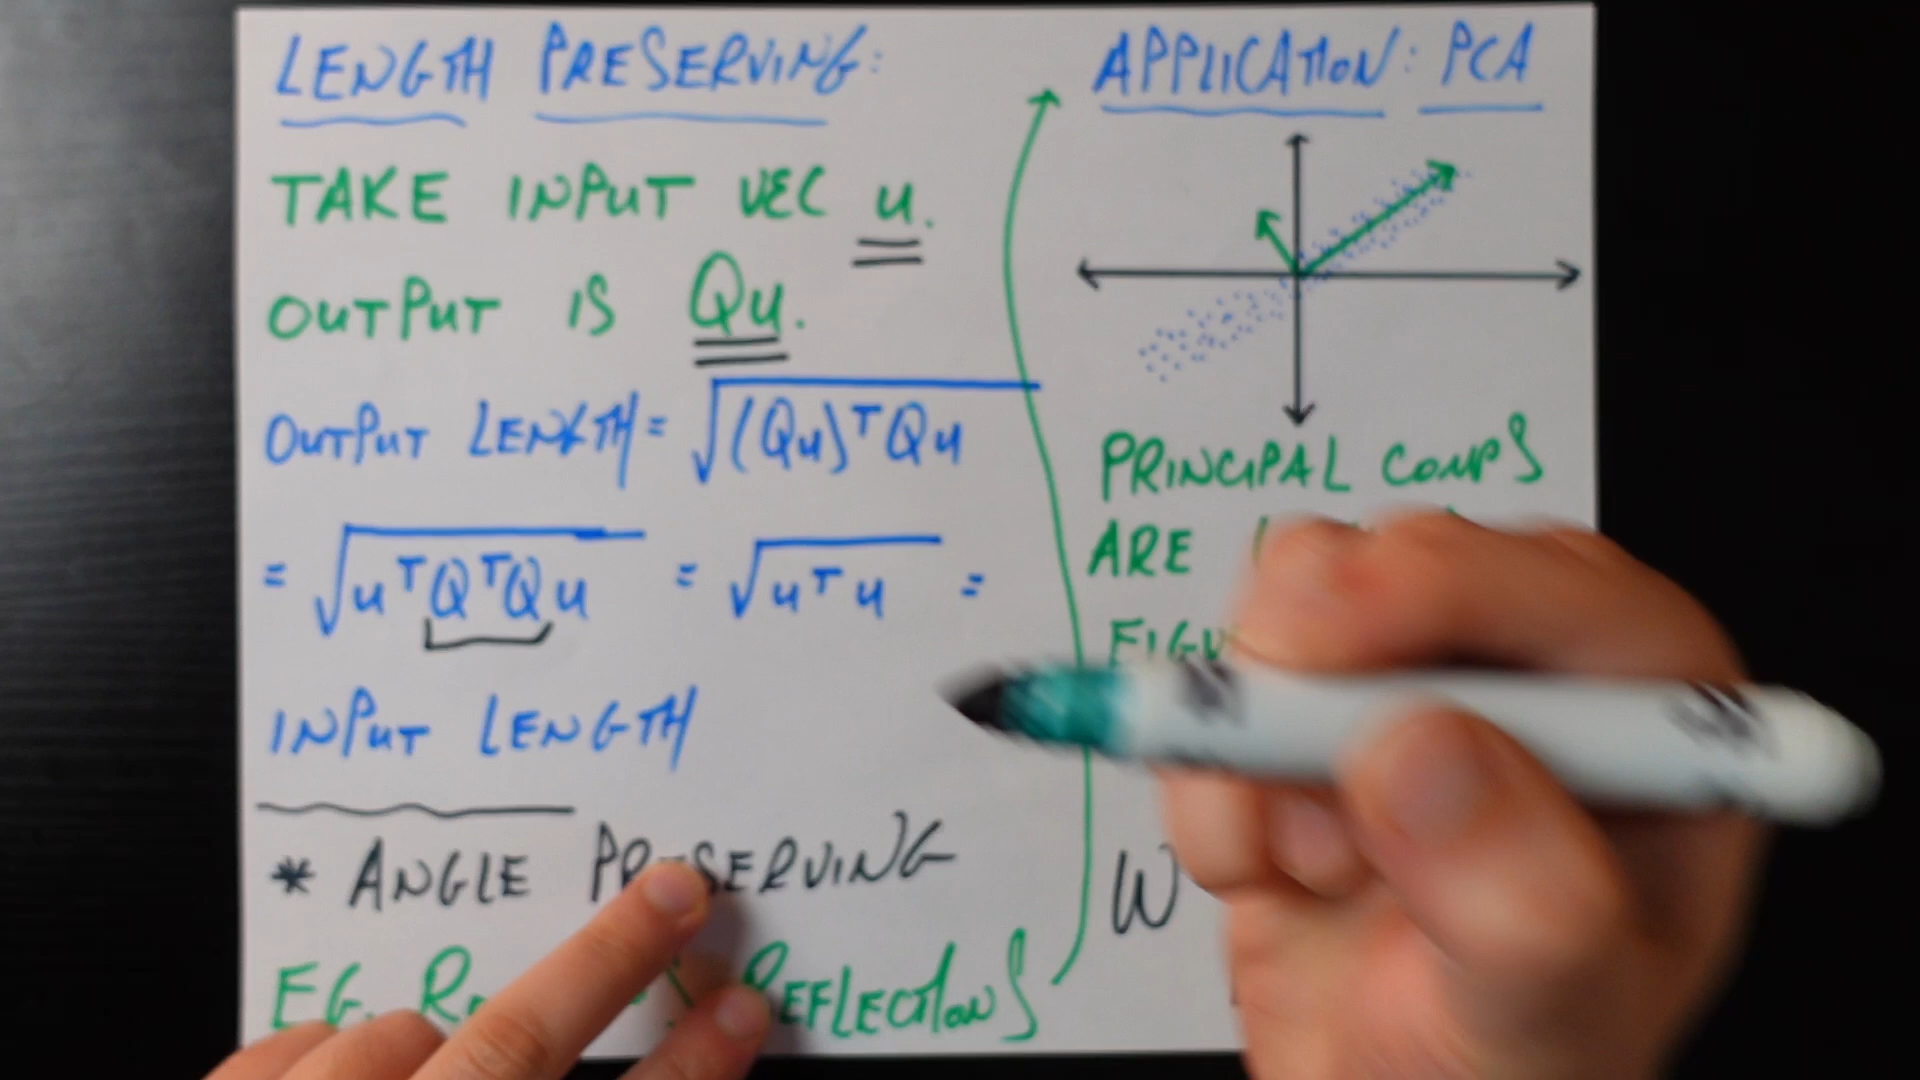 LENGTH PRESERVING:
TAKE INPUT VEC u.
OUTPUT IS Qu.
OUTPUT LENGTH = √(Qu)ᵀQu
= √uᵀQᵀQu = √uᵀu =
INPUT LENGTH
* ANGLE PRESERVING
EG. REFLECTIONS
APPLICATION: PCA
PRINCIPAL COMPS
ARE